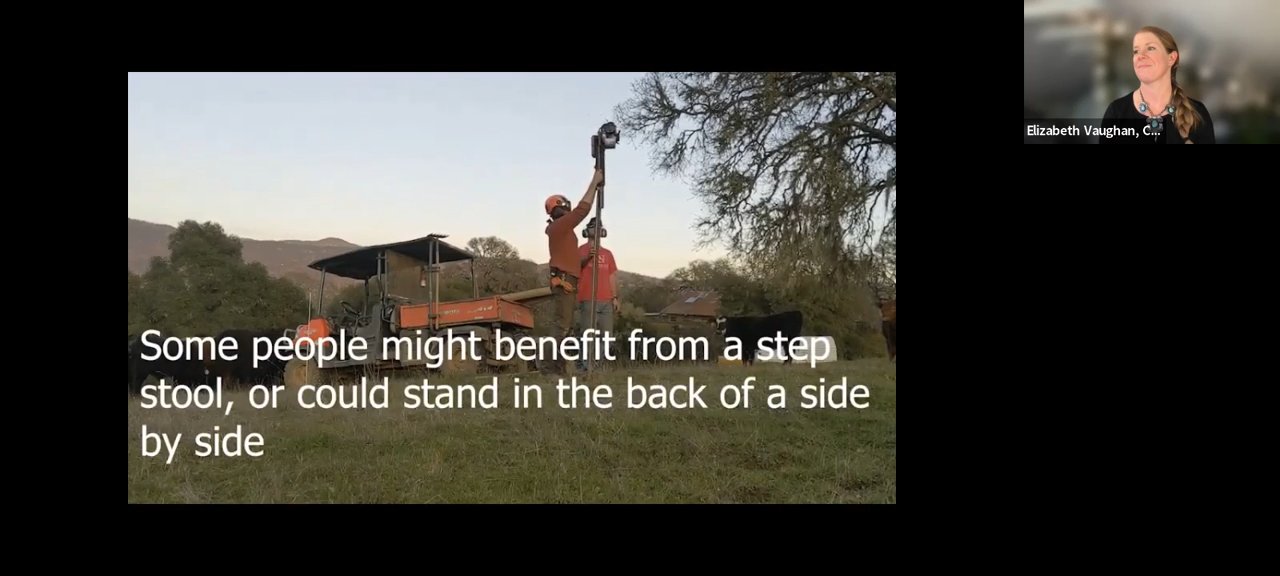 Some people might benefit from a step
stool, or could stand in the back of a side
by side
Elizabeth Vaughan, C...